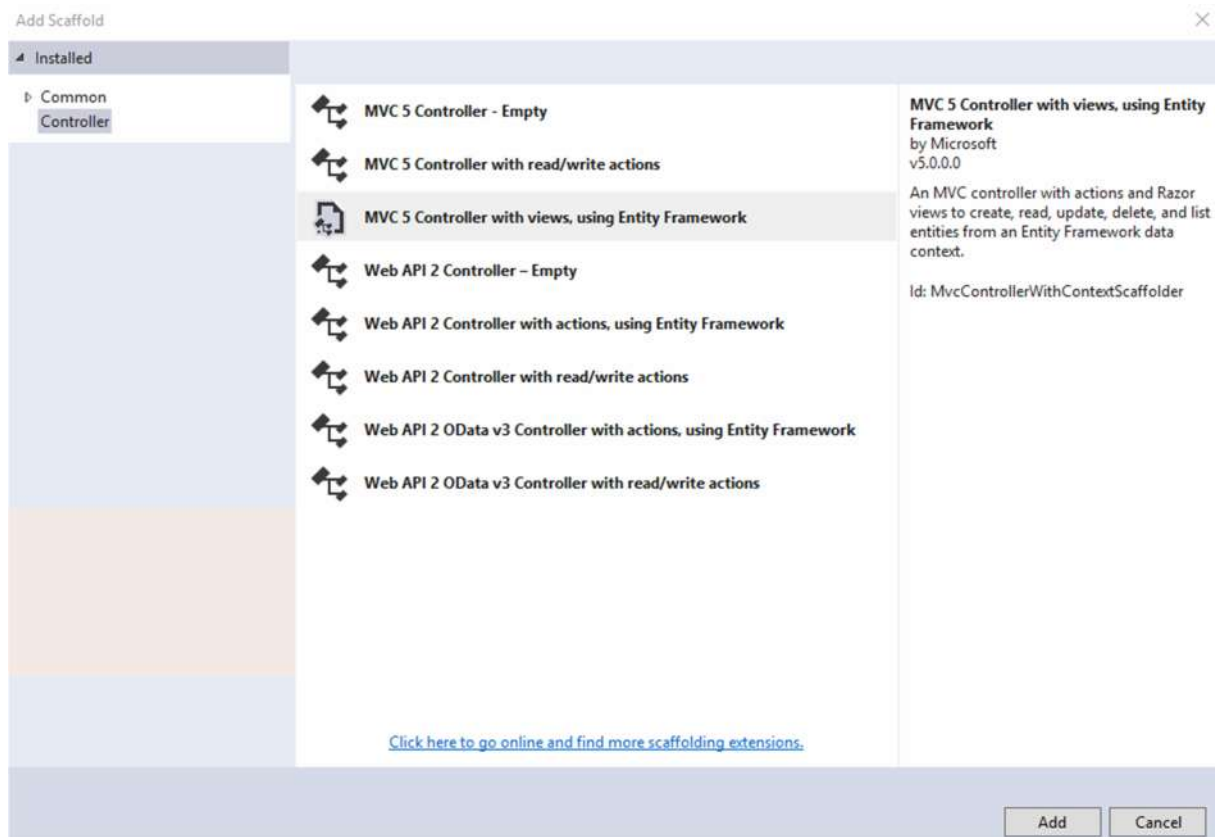 Add Scaffold
Installed
Common
Controller
MVC 5 Controller - Empty
MVC 5 Controller with read/write actions
MVC 5 Controller with views, using Entity Framework
Web API 2 Controller – Empty
Web API 2 Controller with actions, using Entity Framework
Web API 2 Controller with read/write actions
Web API 2 OData v3 Controller with actions, using Entity Framework
Web API 2 OData v3 Controller with read/write actions
Click here to go online and find more scaffolding extensions.
MVC 5 Controller with views, using Entity
Framework
by Microsoft
v5.0.0.0
An MVC controller with actions and Razor
views to create, read, update, delete, and list
entities from an Entity Framework data
context.
Id: MvcControllerWithContextScaffolder
Add
Cancel